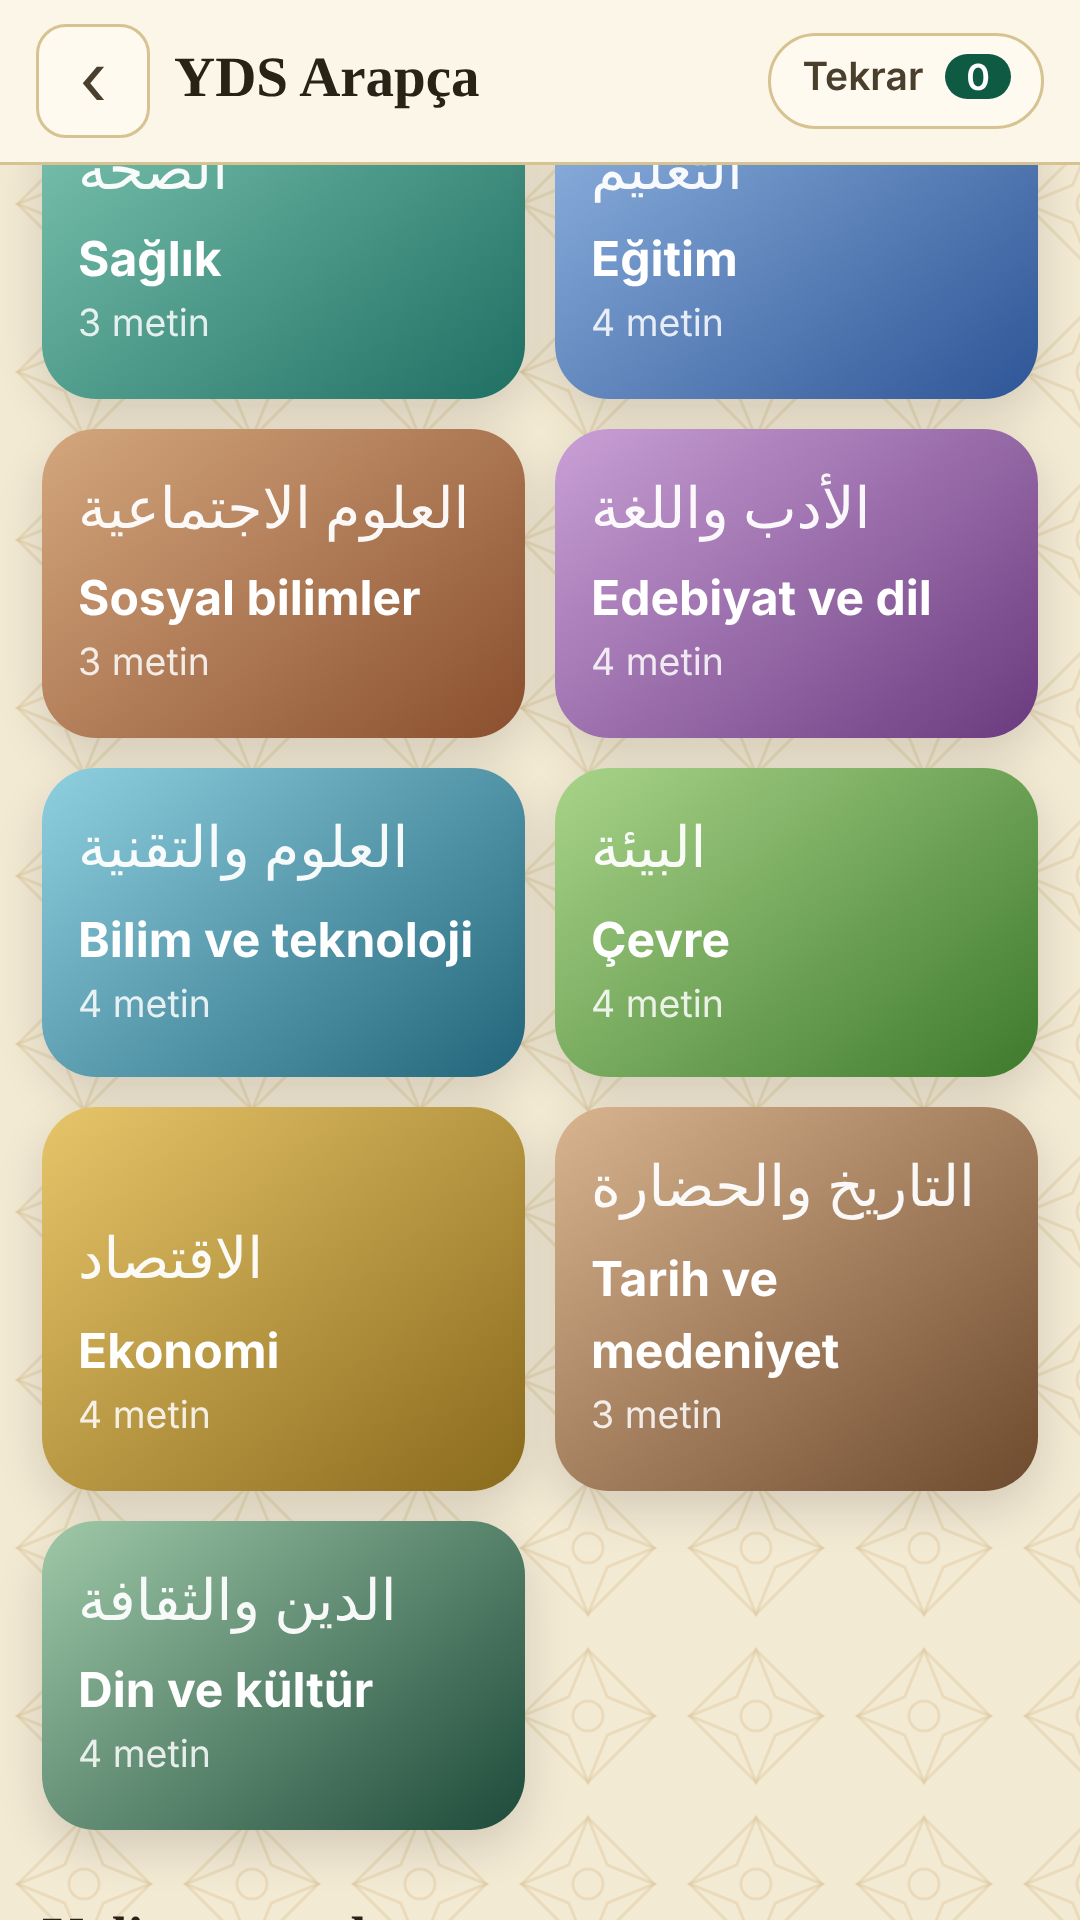 ‹ YDS Arapça Tekrar 0
الصحة
Sağlık
3 metin
التعليم
Eğitim
4 metin
العلوم الاجتماعية
Sosyal bilimler
3 metin
الأدب واللغة
Edebiyat ve dil
4 metin
العلوم والتقنية
Bilim ve teknoloji
4 metin
البيئة
Çevre
4 metin
الاقتصاد
Ekonomi
4 metin
التاريخ والحضارة
Tarih ve
medeniyet
3 metin
الدين والثقافة
Din ve kültür
4 metin